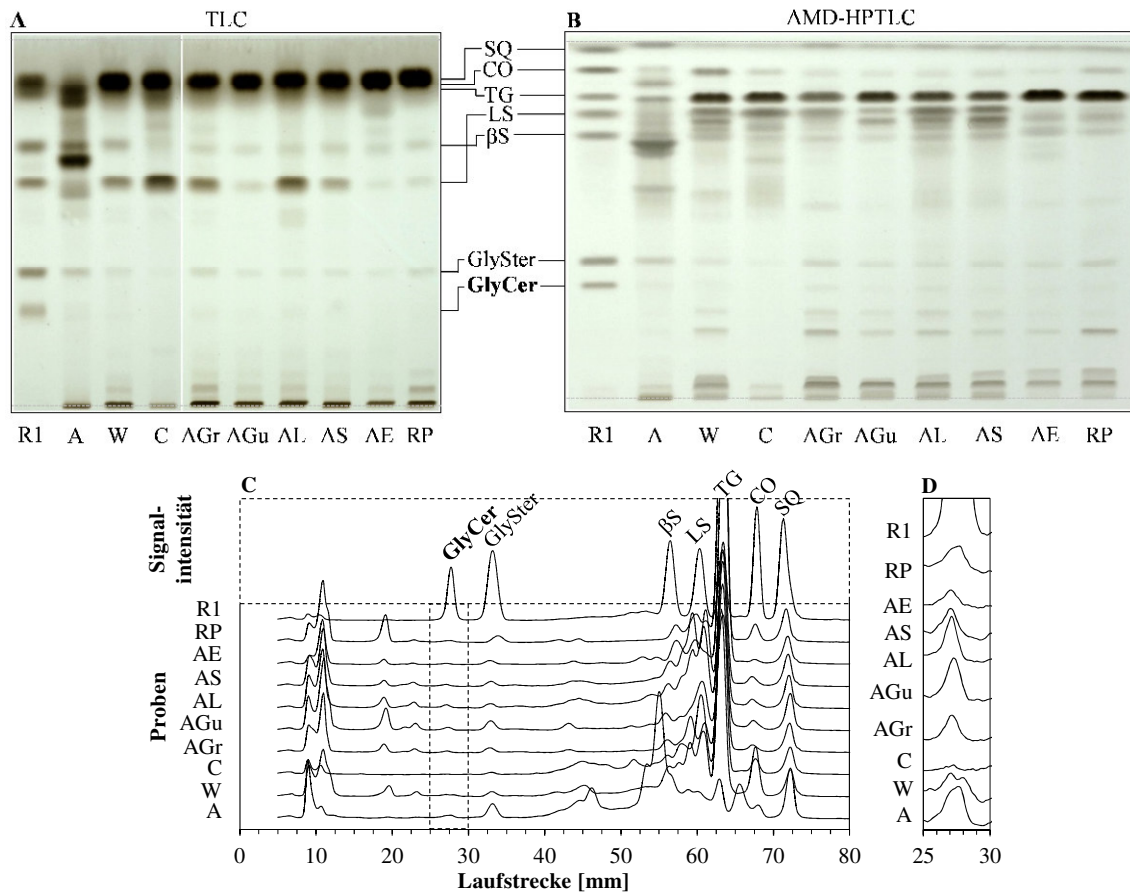 A TLC
B AMD-HPTLC
SQ
CO
TG
LS
βS
GlySter
GlyCer
R1 A W C AGr AGu AL AS AE RP
R1 A W C AGr AGu AL AS AE RP
C
Signal-
intensität
GlyCer GlySter βS LS TG CO SQ
R1
RP
AE
AS
AL
AGu
AGr
C
W
A
Proben
0 10 20 30 40 50 60 70 80
Laufstrecke [mm]
D
R1
RP
AE
AS
AL
AGu
AGr
C
W
A
25 30